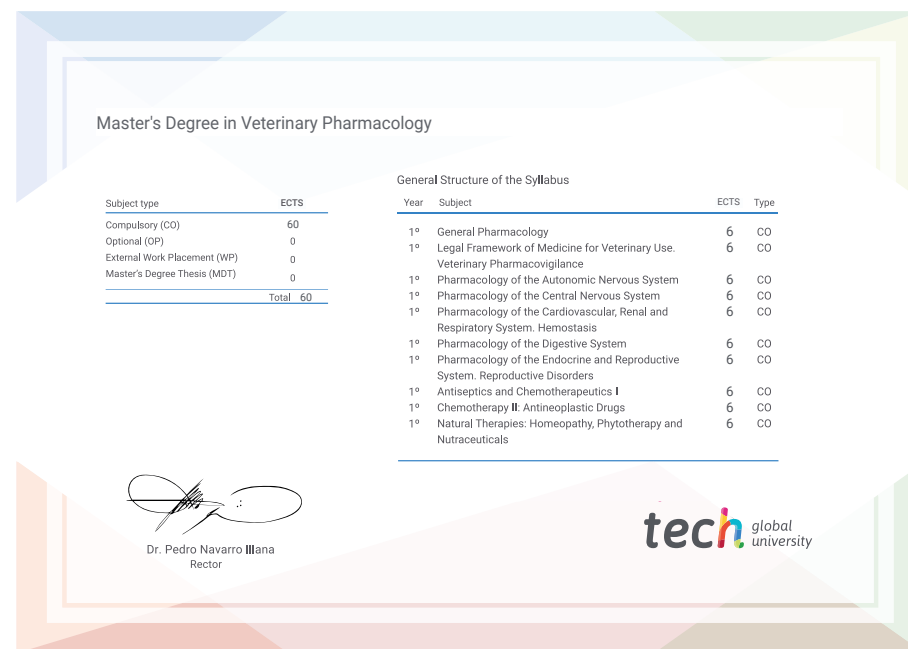 Master's Degree in Veterinary Pharmacology
Subject type ECTS
Compulsory (CO) 60
Optional (OP) 0
External Work Placement (WP) 0
Master's Degree Thesis (MDT) 0
Total 60
General Structure of the Syllabus
Year Subject ECTS Type
1º General Pharmacology 6 CO
1º Legal Framework of Medicine for Veterinary Use. 6 CO
Veterinary Pharmacovigilance
1º Pharmacology of the Autonomic Nervous System 6 CO
1º Pharmacology of the Central Nervous System 6 CO
1º Pharmacology of the Cardiovascular, Renal and 6 CO
Respiratory System. Hemostasis
1º Pharmacology of the Digestive System 6 CO
1º Pharmacology of the Endocrine and Reproductive 6 CO
System. Reproductive Disorders
1º Antiseptics and Chemotherapeutics I 6 CO
1º Chemotherapy II: Antineoplastic Drugs 6 CO
1º Natural Therapies: Homeopathy, Phytotherapy and 6 CO
Nutraceuticals
Dr. Pedro Navarro Illana
Rector
tech global
university